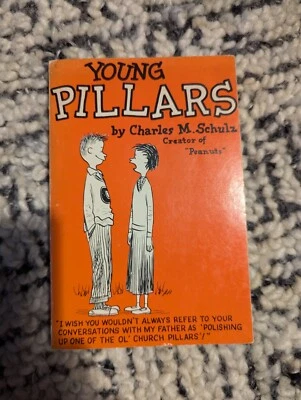 YOUNG
PILLARS
by Charles M. Schulz
Creator of
"Peanuts"
"I WISH YOU WOULDN'T ALWAYS REFER TO YOUR
CONVERSATIONS WITH MY FATHER AS "POLISHING
UP ONE OF THE OL' CHURCH PILLARS"!"